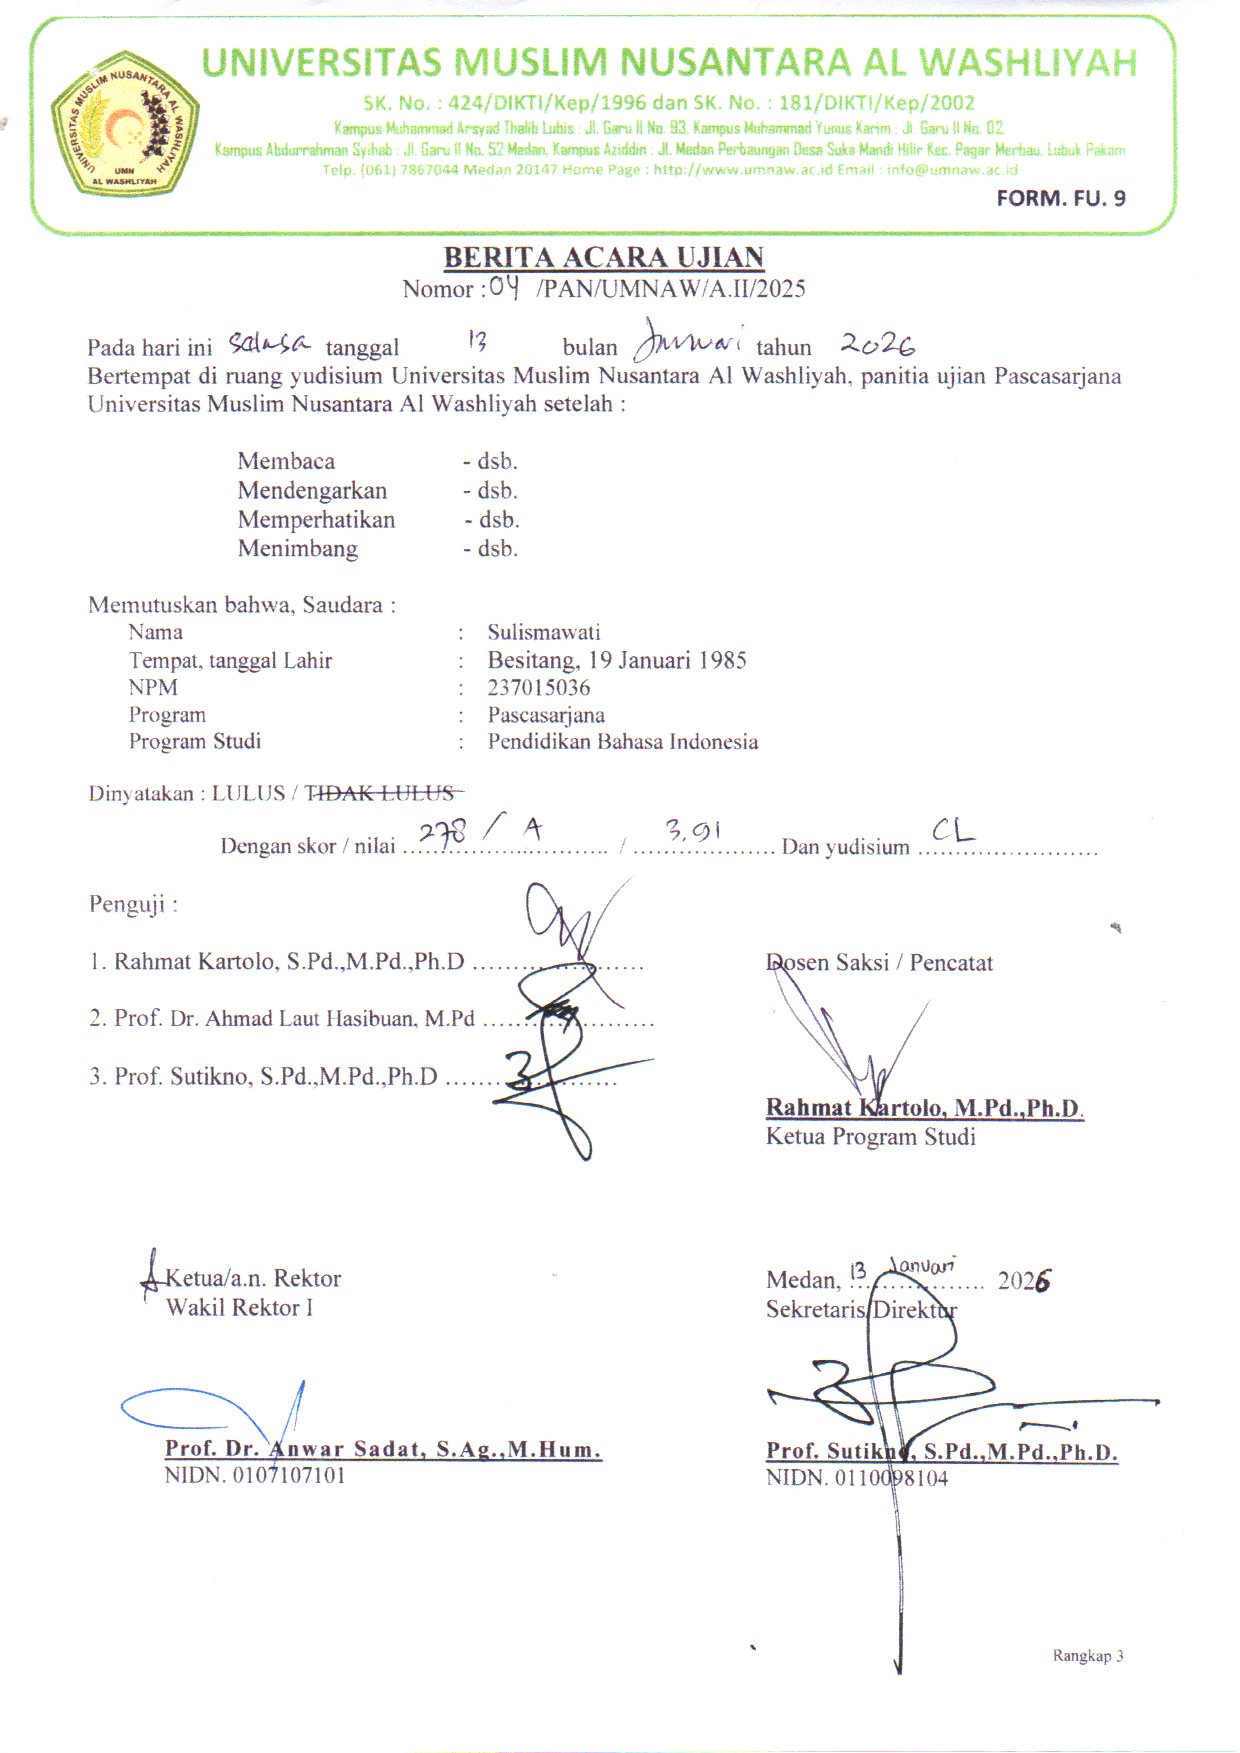 UNIVERSITAS MUSLIM NUSANTARA AL WASHLIYAH
SK. No. : 424/DIKTI/Kep/1996 dan SK. No. : 181/DIKTI/Kep/2002
Kampus Muhammad Arsyad Thalib Lubis : Jl. Garu II No. 93, Kampus Muhammad Yunus Karim : Jl. Garu II No. 02
Kampus Abdurrahman Syihab : Jl. Garu II No. 52 Medan, Kampus Aziddin : Jl. Medan Perbaungan Desa Suka Mandi Hilir Kec. Pagar Merbau, Lubuk Pakam
Telp. (061) 7867044 Medan 20147 Home Page : http://www.umnaw.ac.id Email : info@umnaw.ac.id
UNIVERSITAS MUSLIM NUSANTARA AL WASHLIYAH
UMN
AL WASHLIYAH
FORM. FU. 9
BERITA ACARA UJIAN
Nomor : 04 /PAN/UMNAW/A.II/2025
Pada hari ini Selasa tanggal 13 bulan Januari tahun 2026
Bertempat di ruang yudisium Universitas Muslim Nusantara Al Washliyah, panitia ujian Pascasarjana
Universitas Muslim Nusantara Al Washliyah setelah :
Membaca - dsb.
Mendengarkan - dsb.
Memperhatikan - dsb.
Menimbang - dsb.
Memutuskan bahwa, Saudara :
Nama : Sulismawati
Tempat, tanggal Lahir : Besitang, 19 Januari 1985
NPM : 237015036
Program : Pascasarjana
Program Studi : Pendidikan Bahasa Indonesia
Dinyatakan : LULUS / TIDAK LULUS
Dengan skor / nilai 278 / A / 3.91 Dan yudisium CL
Penguji :
1. Rahmat Kartolo, S.Pd.,M.Pd.,Ph.D ......................
Dosen Saksi / Pencatat
2. Prof. Dr. Ahmad Laut Hasibuan, M.Pd ......................
3. Prof. Sutikno, S.Pd.,M.Pd.,Ph.D ......................
Rahmat Kartolo, M.Pd.,Ph.D.
Ketua Program Studi
Ketua/a.n. Rektor
Wakil Rektor I
Medan, 13 Januari 2026
Sekretaris/Direktur
Prof. Dr. Anwar Sadat, S.Ag.,M.Hum.
NIDN. 0107107101
Prof. Sutikno, S.Pd.,M.Pd.,Ph.D.
NIDN. 0110098104
Rangkap 3